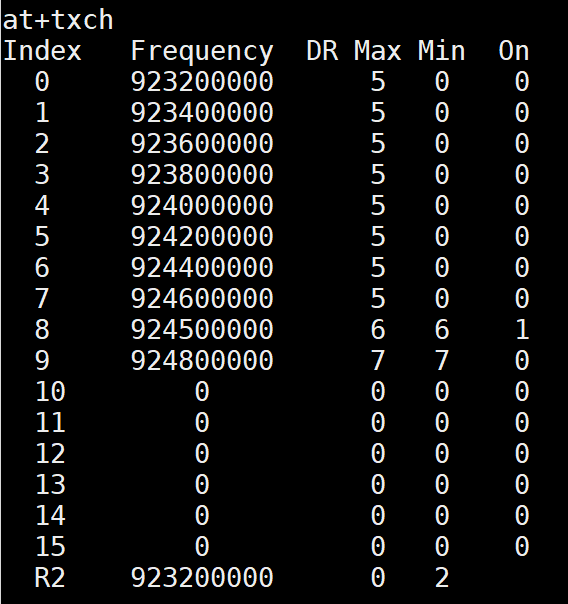 at+txch
Index   Frequency  DR Max Min  On
  0     923200000      5   0    0
  1     923400000      5   0    0
  2     923600000      5   0    0
  3     923800000      5   0    0
  4     924000000      5   0    0
  5     924200000      5   0    0
  6     924400000      5   0    0
  7     924600000      5   0    0
  8     924500000      6   6    1
  9     924800000      7   7    0
  10        0          0   0    0
  11        0          0   0    0
  12        0          0   0    0
  13        0          0   0    0
  14        0          0   0    0
  15        0          0   0    0
  R2    923200000      0   2